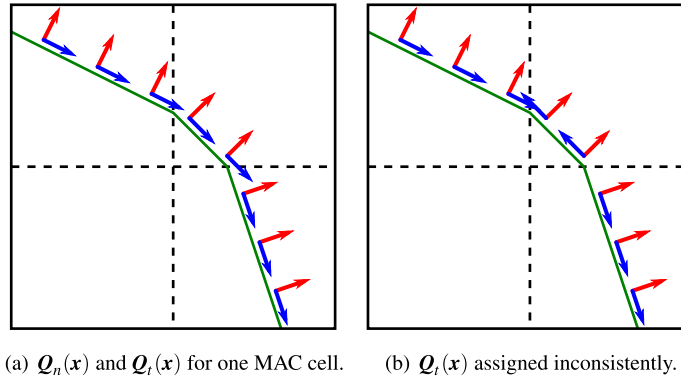 (a) Qn(x) and Qt(x) for one MAC cell.
(b) Qt(x) assigned inconsistently.